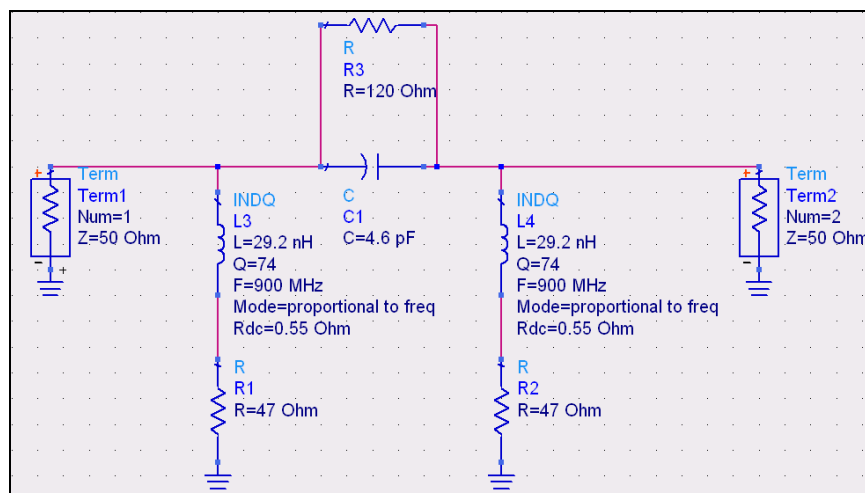 R
R3
R=120 Ohm
+
Term
Term1
Num=1
Z=50 Ohm
-
+
INDQ
L3
L=29.2 nH
Q=74
F=900 MHz
Mode=proportional to freq
Rdc=0.55 Ohm
C
C1
C=4.6 pF
INDQ
L4
L=29.2 nH
Q=74
F=900 MHz
Mode=proportional to freq
Rdc=0.55 Ohm
+
Term
Term2
Num=2
Z=50 Ohm
-
R
R1
R=47 Ohm
R
R2
R=47 Ohm